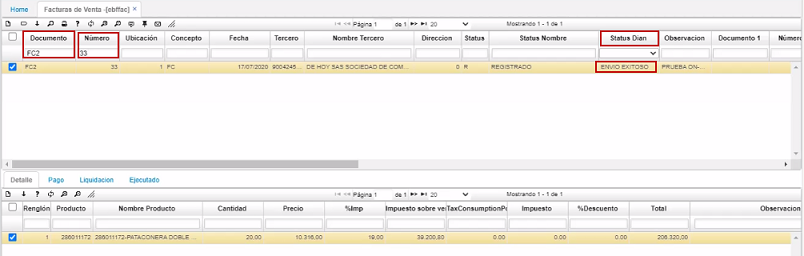 Home Facturas de Venta -[ebffac] ×
Página 1 de 1 20 Mostrando 1 - 1 de 1
Documento Número Ubicación Concepto Fecha Tercero Nombre Tercero Direccion Status Status Nombre Status Dian Observacion Documento 1 Número
FC2 33
FC2 33 1 FC 17/07/2020 9004245... DE HOY SAS SOCIEDAD DE COM... 0 R REGISTRADO ENVIO EXITOSO... PRUEBA ON-...
Detalle Pago Liquidacion Ejecutado
Página 1 de 1 20 Mostrando 1 - 1 de 1
Renglón Producto Nombre Producto Cantidad Precio %Imp Impuesto sobre ve TaxConsumptionP Impuesto %Descuento Total Observacion
1 286011172 286011172-PATACONERA DOBLE ... 20,00 10.316,00 19,00 39.200,80 0.00 0.00 0.00 206.320,00